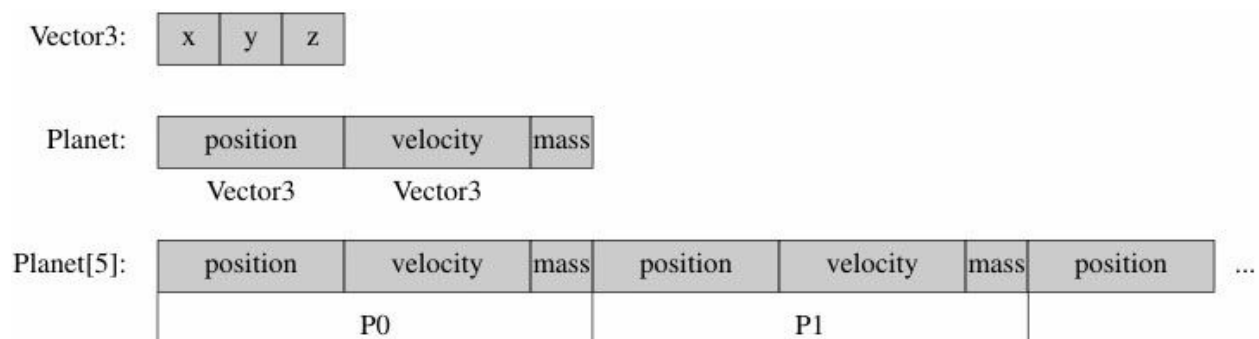 Vector3: x y z
Planet: position velocity mass
Vector3 Vector3
Planet[5]: position velocity mass position velocity mass position ...
P0 P1